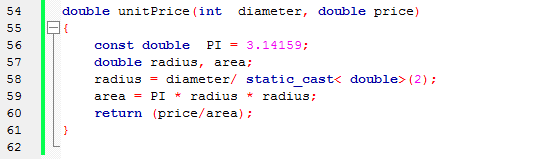 54 double unitPrice(int  diameter, double price)
55 {
56     const double  PI = 3.14159;
57     double radius, area;
58     radius = diameter/ static_cast< double>(2);
59     area = PI * radius * radius;
60     return (price/area);
61 }
62